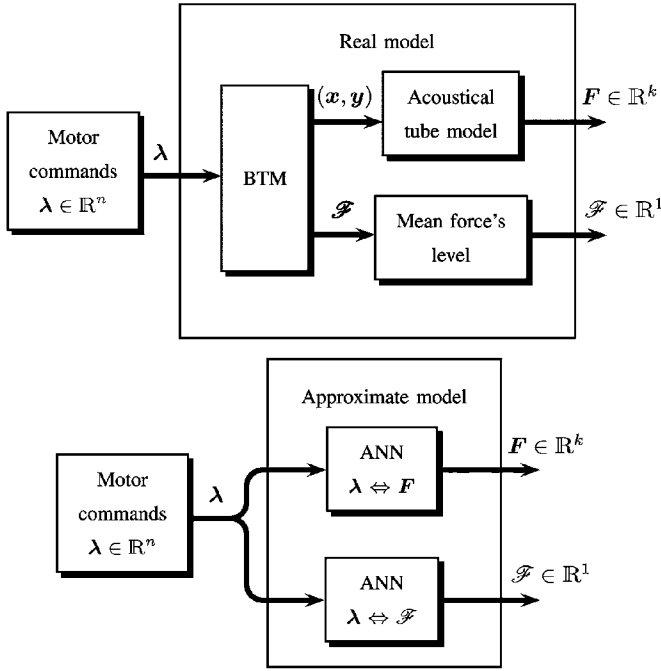 Real model
Motor
commands
λ ∈ ℝⁿ
λ
BTM
(x, y)
Acoustical
tube model
F ∈ ℝᵏ
ℱ
Mean force's
level
ℱ ∈ ℝ¹
Approximate model
Motor
commands
λ ∈ ℝⁿ
λ
ANN
λ ⇔ F
F ∈ ℝᵏ
ANN
λ ⇔ ℱ
ℱ ∈ ℝ¹